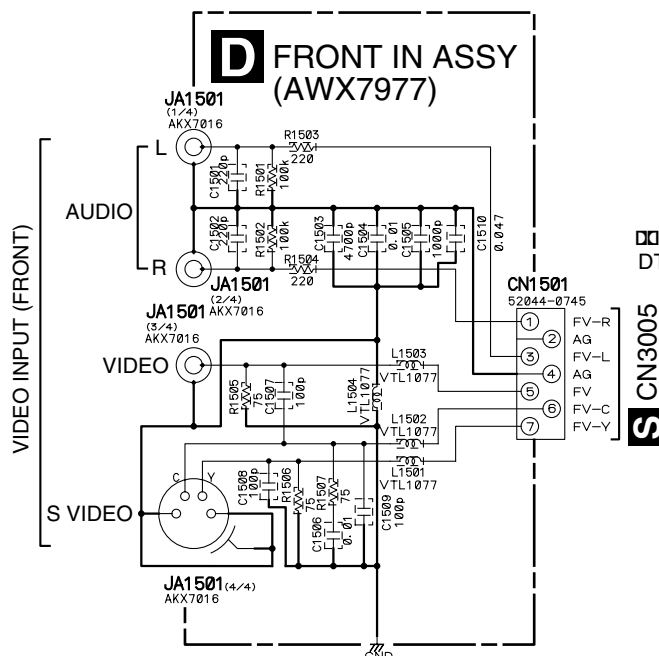 D FRONT IN ASSY
(AWX7977)
JA1501
(1/4)
AKX7016
L
R1503
220
C1501
220p
R1501
100k
AUDIO
C1502
220p
R1502
100k
C1503
4700p
C1504
0.01
C1505
1000p
C1510
0.047
R
R1504
220
JA1501
(2/4)
AKX7016
JA1501
(3/4)
AKX7016
VIDEO INPUT (FRONT)
VIDEO
R1505
75
C1507
100p
L1504
VTL1077
L1503
VTL1077
L1502
VTL1077
L1501
VTL1077
C Y
S VIDEO
C1508
100p
R1506
75
R1507
75
C1506
0.01
C1509
100p
JA1501 (4/4)
AKX7016
GND
CN1501
52044-0745
1 FV-R
2 AG
3 FV-L
4 AG
5 FV
6 FV-C
7 FV-Y
DT
S CN3005